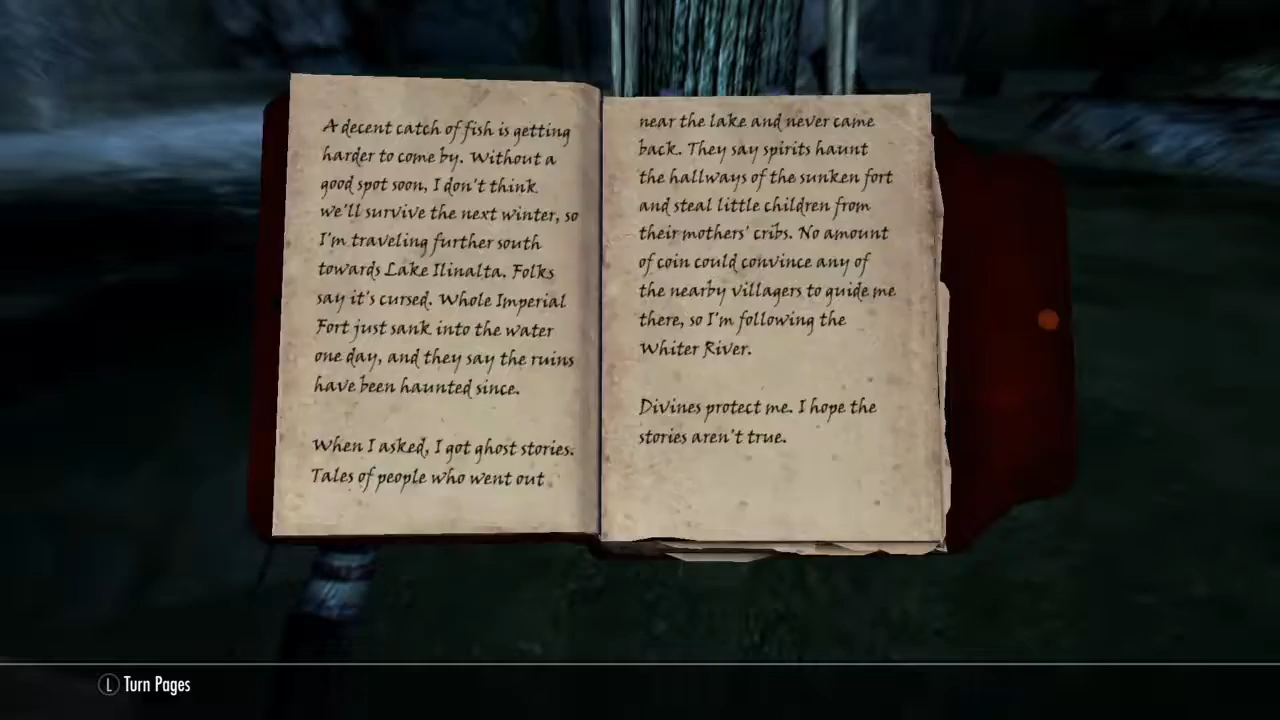 A decent catch of fish is getting
harder to come by. Without a
good spot soon, I don't think
we'll survive the next winter, so
I'm traveling further south
towards Lake Ilinalta. Folks
say it's cursed. Whole Imperial
Fort just sank into the water
one day, and they say the ruins
have been haunted since.
When I asked, I got ghost stories.
Tales of people who went out
near the lake and never came
back. They say spirits haunt
the hallways of the sunken fort
and steal little children from
their mothers' cribs. No amount
of coin could convince any of
the nearby villagers to guide me
there, so I'm following the
Whiter River.
Divines protect me. I hope the
stories aren't true.
L Turn Pages